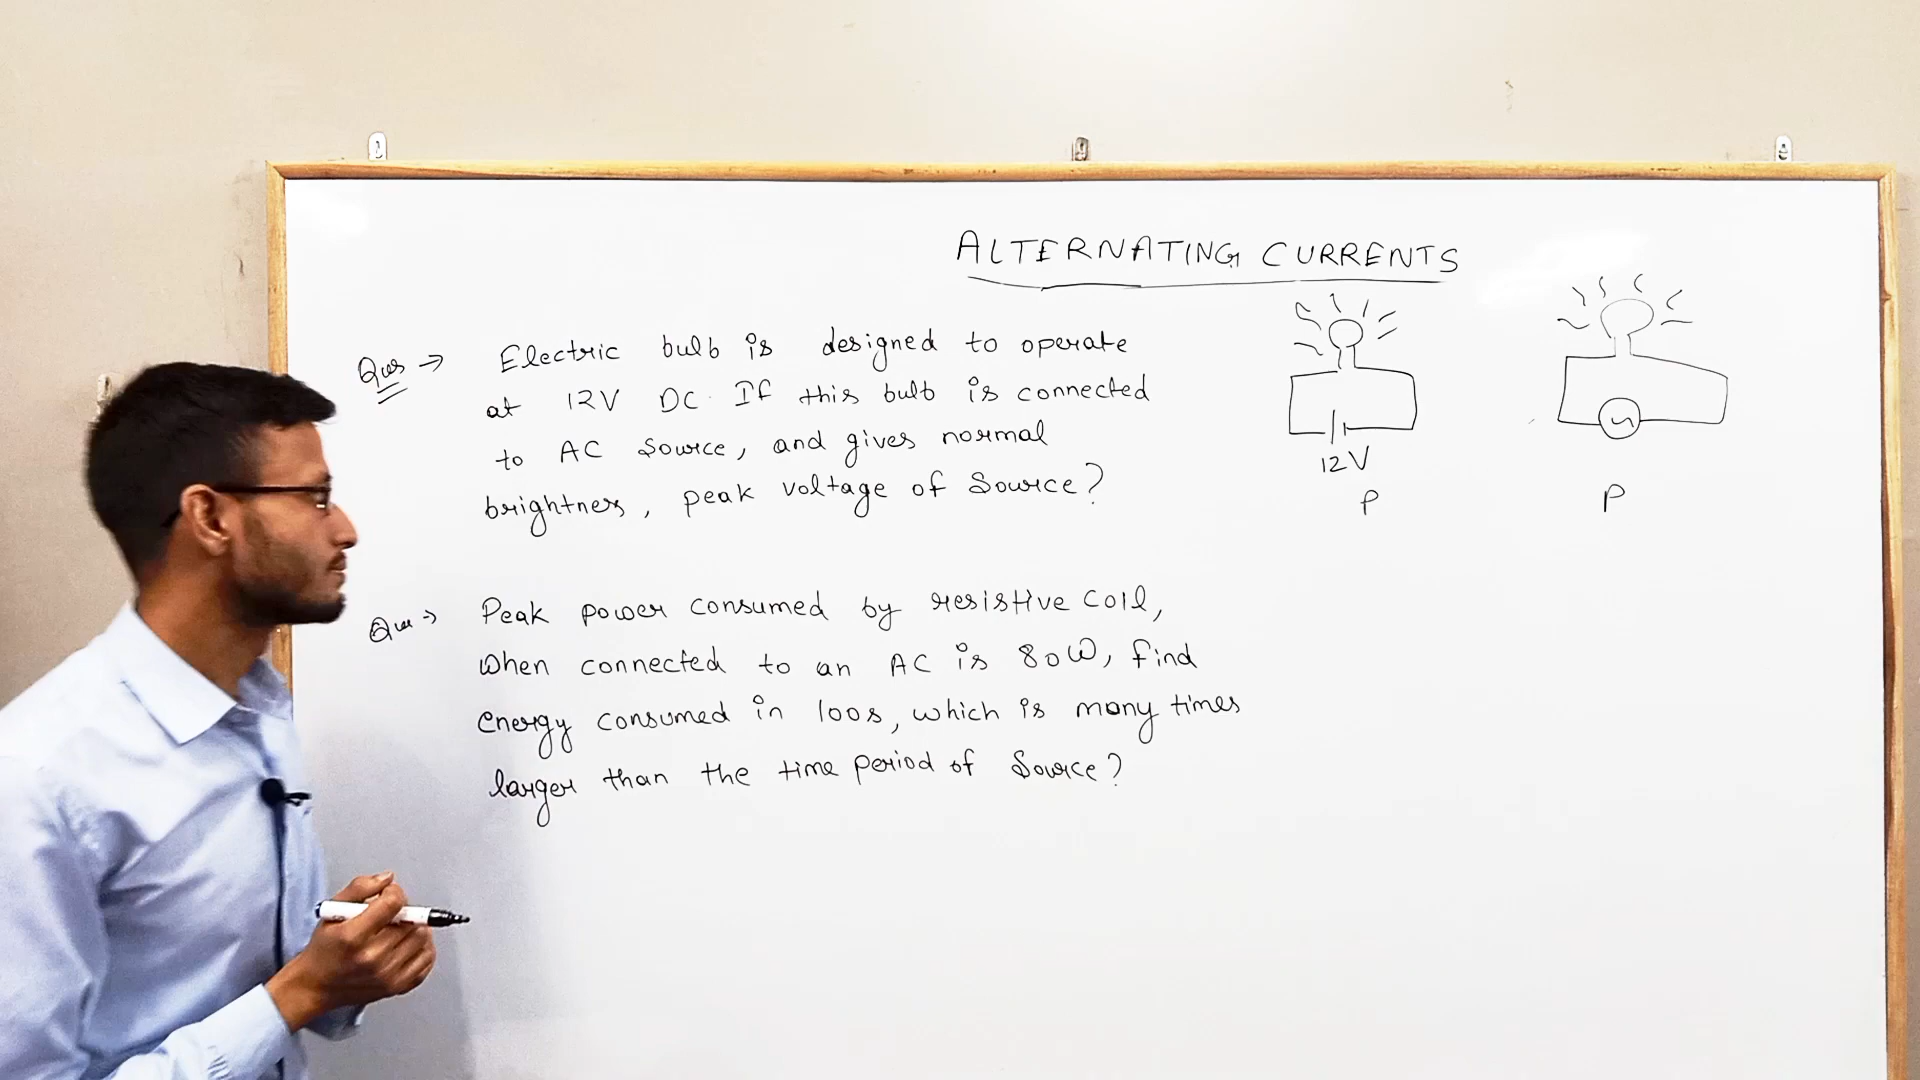 ALTERNATING CURRENTS
Ques → Electric bulb is designed to operate
at 12V DC. If this bulb is connected
to AC Source, and gives normal
brightness, peak voltage of Source?
12V
P
P
Que → Peak power consumed by resistive coil,
When connected to an AC is 80W, find
energy consumed in 100s, which is many times
larger than the time period of Source?